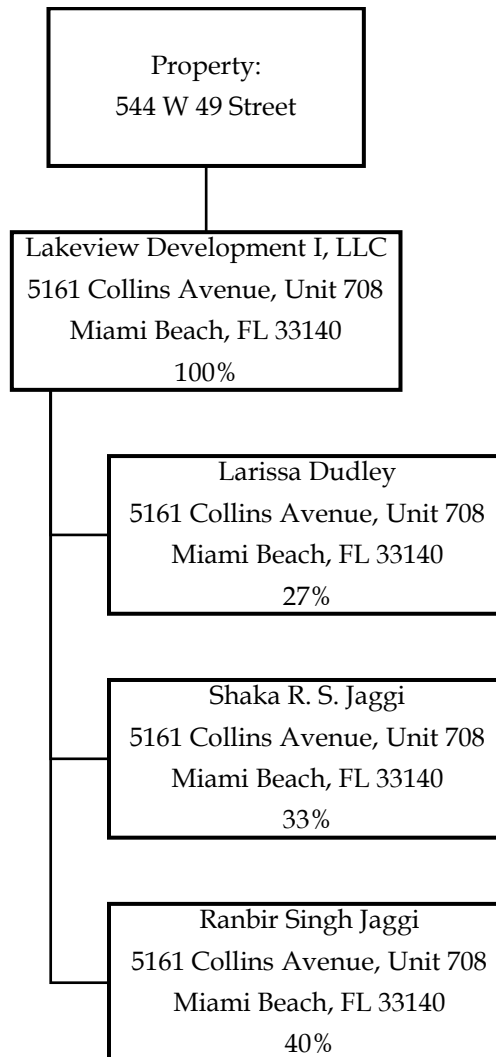 Property:
544 W 49 Street
Lakeview Development I, LLC
5161 Collins Avenue, Unit 708
Miami Beach, FL 33140
100%
Larissa Dudley
5161 Collins Avenue, Unit 708
Miami Beach, FL 33140
27%
Shaka R. S. Jaggi
5161 Collins Avenue, Unit 708
Miami Beach, FL 33140
33%
Ranbir Singh Jaggi
5161 Collins Avenue, Unit 708
Miami Beach, FL 33140
40%